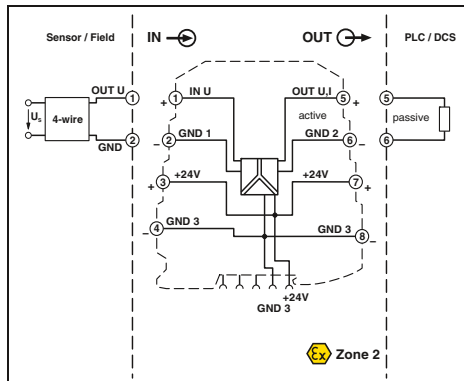 Sensor / Field
IN
OUT
PLC / DCS
OUT U
1
+
1
IN U
OUT U,I
5
+
5
Us
4-wire
active
passive
GND
2
−
2
GND 1
GND 2
6
−
6
+
3
+24V
+24V
7
+
−
4
GND 3
GND 3
8
−
+24V
GND 3
Ex
Zone 2